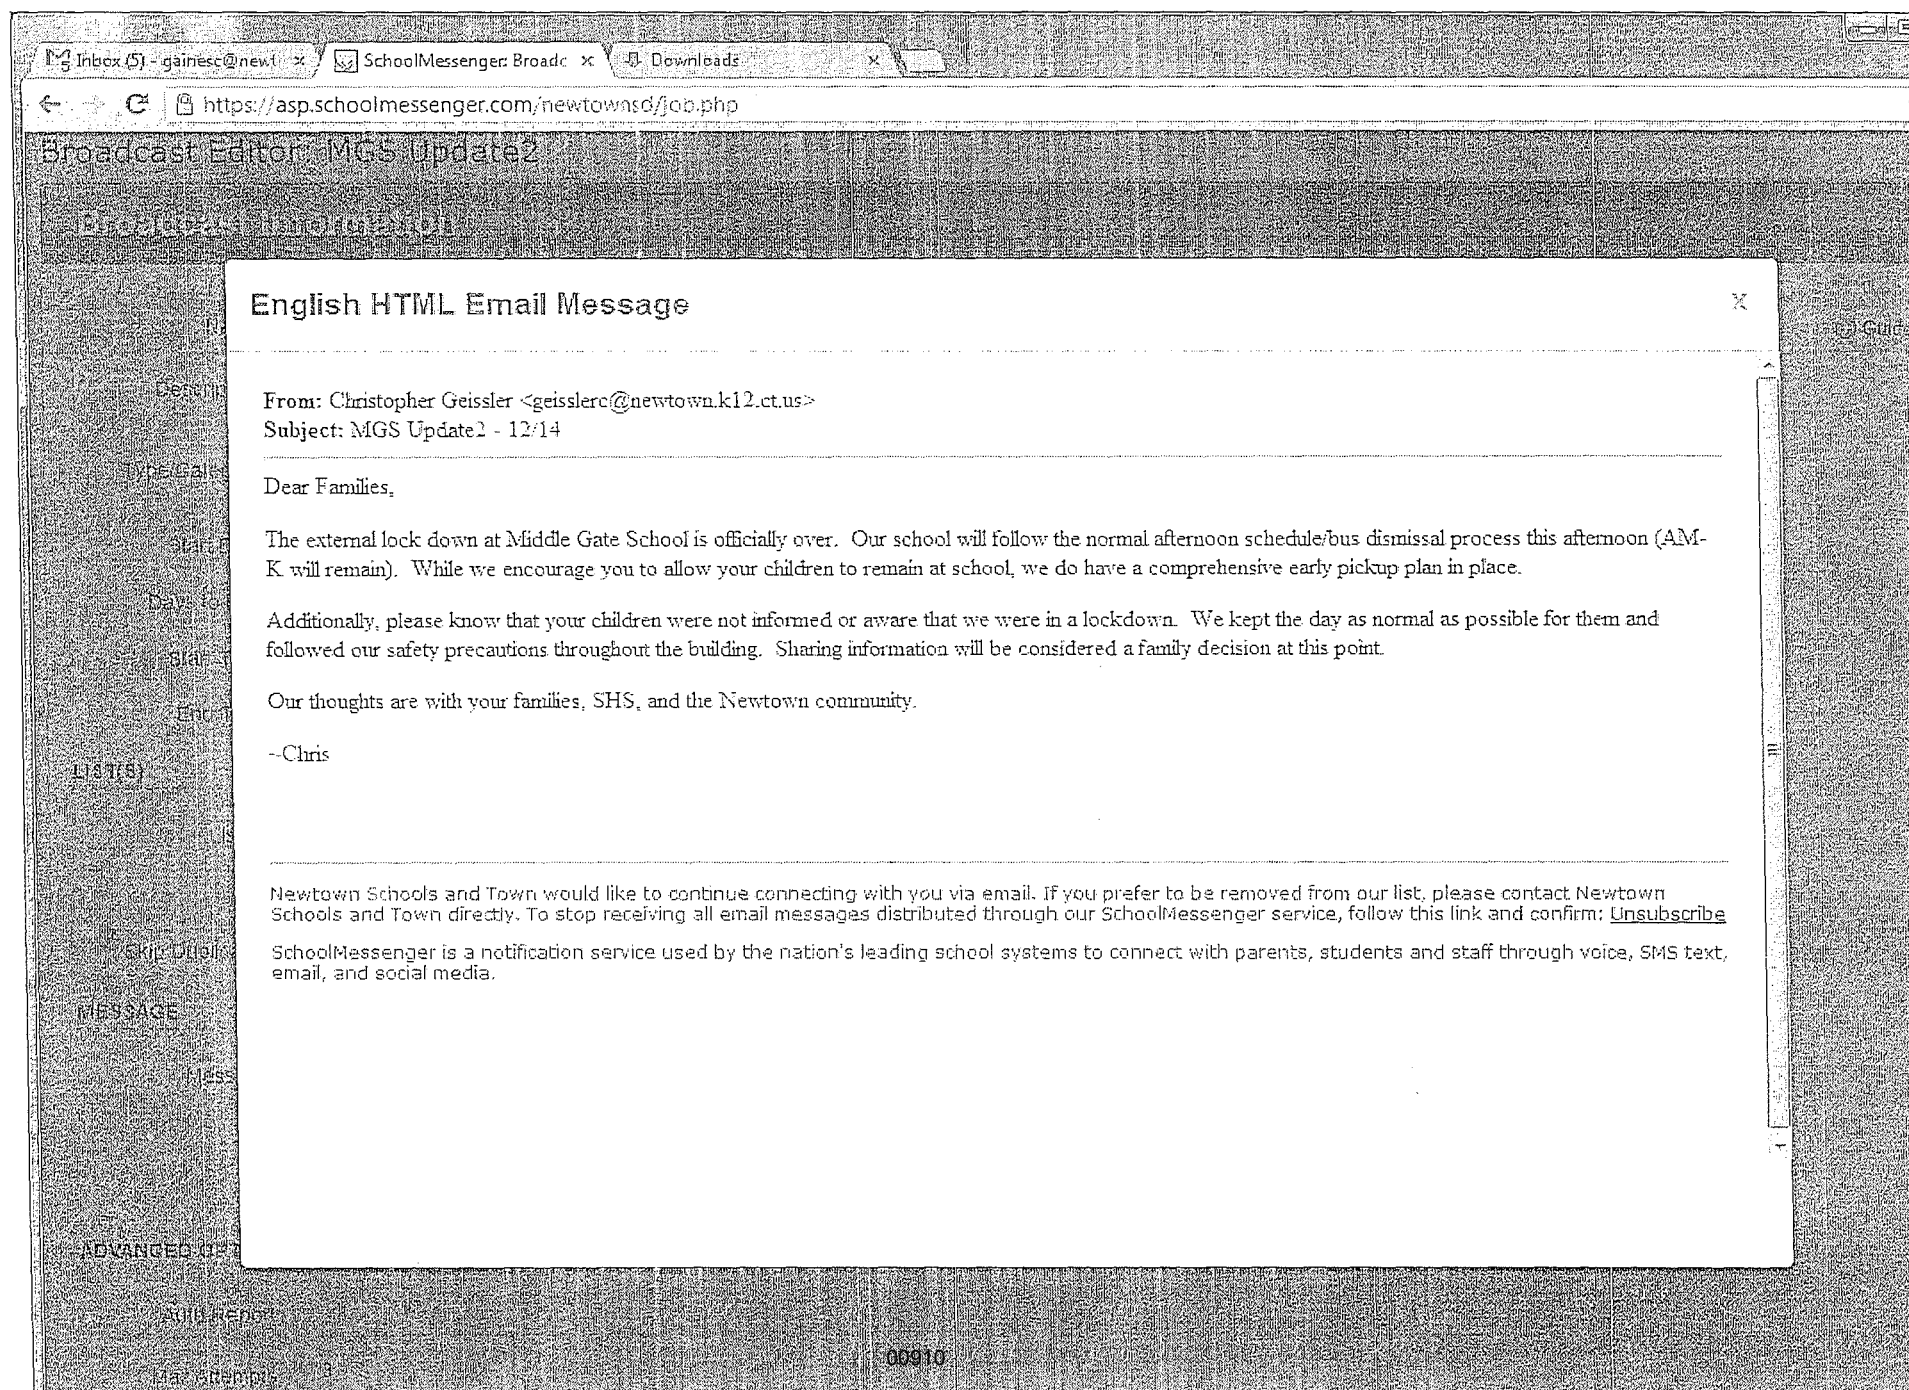 Inbox (5) - gainesc@newt
SchoolMessenger: Broadc
Downloads
https://asp.schoolmessenger.com/newtownsd/job.php
Broadcast Editor: MGS Update2
Broadcast Information
English HTML Email Message
X
Guid
From: Christopher Geissler <geisslerc@newtown.k12.ct.us>
Subject: MGS Update2 - 12/14
Dear Families,
The external lock down at Middle Gate School is officially over. Our school will follow the normal afternoon schedule/bus dismissal process this afternoon (AM-
K will remain). While we encourage you to allow your children to remain at school, we do have a comprehensive early pickup plan in place.
Additionally, please know that your children were not informed or aware that we were in a lockdown. We kept the day as normal as possible for them and
followed our safety precautions throughout the building. Sharing information will be considered a family decision at this point.
Our thoughts are with your families, SHS, and the Newtown community.
--Chris
LIST(S)
Newtown Schools and Town would like to continue connecting with you via email. If you prefer to be removed from our list, please contact Newtown
Schools and Town directly. To stop receiving all email messages distributed through our SchoolMessenger service, follow this link and confirm: Unsubscribe
SchoolMessenger is a notification service used by the nation's leading school systems to connect with parents, students and staff through voice, SMS text,
email, and social media.
MESSAGE
Mess
ADVANCED OPT
00910
Max Attempts